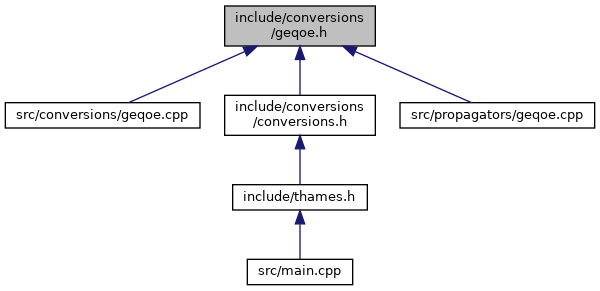 include/conversions
/geqoe.h
src/conversions/geqoe.cpp
include/conversions
/conversions.h
src/propagators/geqoe.cpp
include/thames.h
src/main.cpp